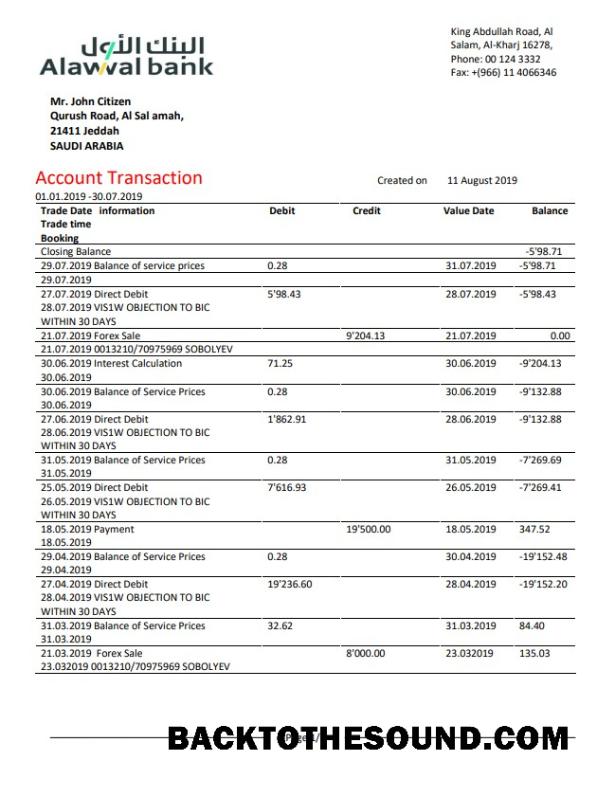 البنك الأول
Alawwal bank
King Abdullah Road, Al
Salam, Al-Kharj 16278,
Phone: 00 124 3332
Fax: +(966) 11 4066346
Mr. John Citizen
Qurush Road, Al Sal amah,
21411 Jeddah
SAUDI ARABIA
Account Transaction Created on 11 August 2019
01.01.2019 -30.07.2019
Trade Date information Debit Credit Value Date Balance
Trade time
Booking
Closing Balance -5'98.71
29.07.2019 Balance of service prices 0.28 31.07.2019 -5'98.71
29.07.2019
27.07.2019 Direct Debit 5'98.43 28.07.2019 -5'98.43
28.07.2019 VIS1W OBJECTION TO BIC
WITHIN 30 DAYS
21.07.2019 Forex Sale 9'204.13 21.07.2019 0.00
21.07.2019 0013210/70975969 SOBOLYEV
30.06.2019 Interest Calculation 71.25 30.06.2019 -9'204.13
30.06.2019
30.06.2019 Balance of Service Prices 0.28 30.06.2019 -9'132.88
30.06.2019
27.06.2019 Direct Debit 1'862.91 28.06.2019 -9'132.88
28.06.2019 VIS1W OBJECTION TO BIC
WITHIN 30 DAYS
31.05.2019 Balance of Service Prices 0.28 31.05.2019 -7'269.69
31.05.2019
25.05.2019 Direct Debit 7'616.93 26.05.2019 -7'269.41
26.05.2019 VIS1W OBJECTION TO BIC
WITHIN 30 DAYS
18.05.2019 Payment 19'500.00 18.05.2019 347.52
18.05.2019
29.04.2019 Balance of Service Prices 0.28 30.04.2019 -19'152.48
29.04.2019
27.04.2019 Direct Debit 19'236.60 28.04.2019 -19'152.20
28.04.2019 VIS1W OBJECTION TO BIC
WITHIN 30 DAYS
31.03.2019 Balance of Service Prices 32.62 31.03.2019 84.40
31.03.2019
21.03.2019 Forex Sale 8'000.00 23.032019 135.03
23.032019 0013210/70975969 SOBOLYEV
BACKTOTHESOUND.COM